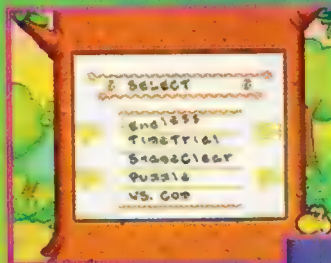 SELECT
Endless
TimeTrial
StageClear
Puzzle
VS. COM